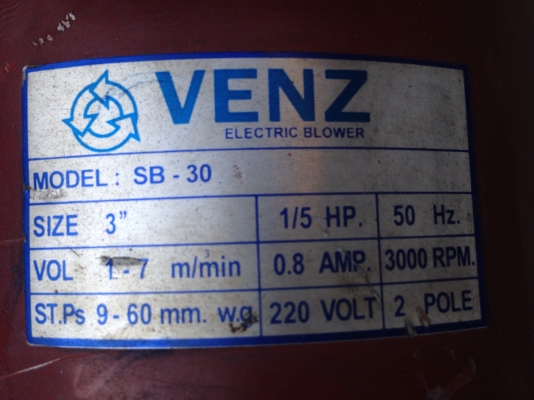 VENZ
ELECTRIC BLOWER
MODEL : SB - 30
SIZE 3" 1/5 HP. 50 Hz.
VOL 1 - 7 m³/min 0.8 AMP. 3000 RPM.
ST.Ps 9 - 60 mm. w.g 220 VOLT 2 POLE